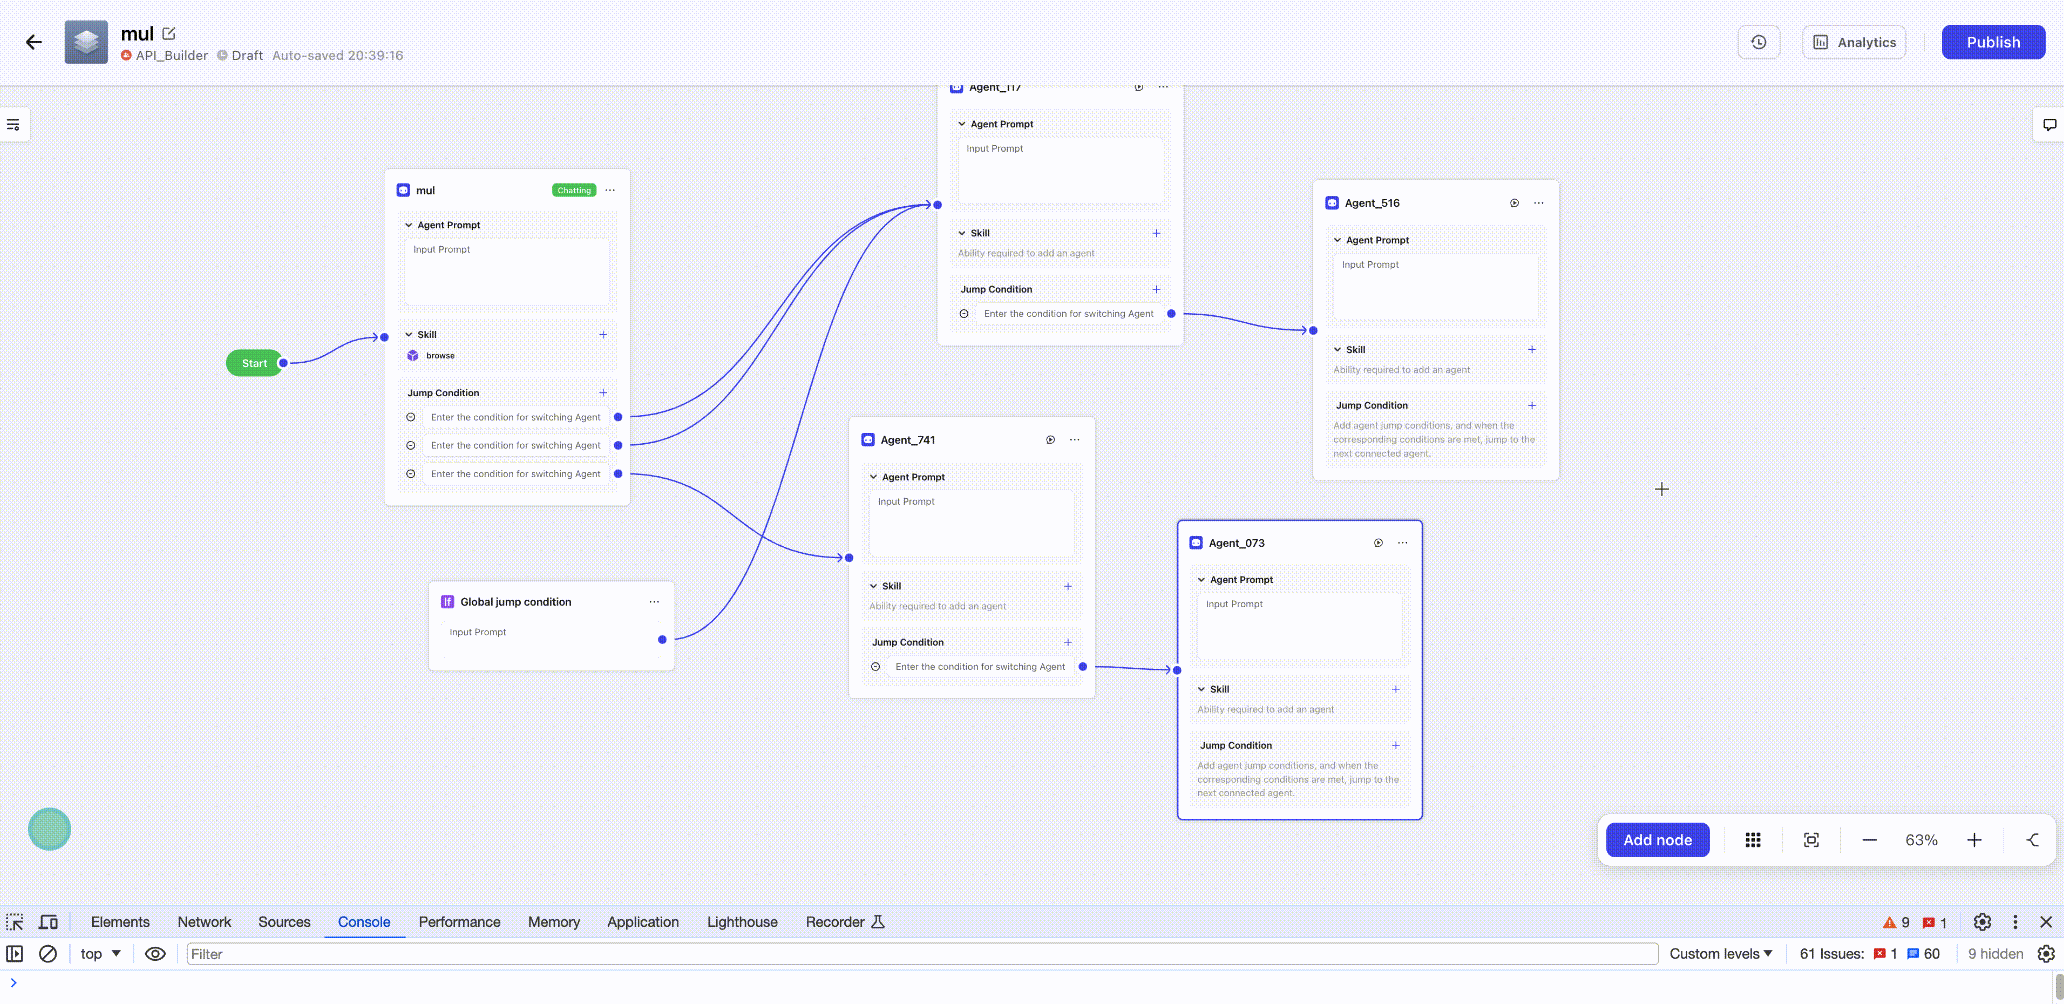 mul
API_Builder Draft Auto-saved 20:39:16
Analytics
Publish
Agent_117
Agent Prompt
Input Prompt
Skill
Ability required to add an agent
Jump Condition
Enter the condition for switching Agent
mul
Chatting
Agent Prompt
Input Prompt
Skill
browse
Jump Condition
Enter the condition for switching Agent
Enter the condition for switching Agent
Enter the condition for switching Agent
Start
Agent_516
Agent Prompt
Input Prompt
Skill
Ability required to add an agent
Jump Condition
Add agent jump conditions, and when the
corresponding conditions are met, jump to the
next connected agent.
Agent_741
Agent Prompt
Input Prompt
Skill
Ability required to add an agent
Jump Condition
Enter the condition for switching Agent
If Global jump condition
Input Prompt
Agent_073
Agent Prompt
Input Prompt
Skill
Ability required to add an agent
Jump Condition
Add agent jump conditions, and when the
corresponding conditions are met, jump to the
next connected agent.
Add node
63%
Elements Network Sources Console Performance Memory Application Lighthouse Recorder 9 1
top Filter Custom levels 61 Issues: 1 60 9 hidden